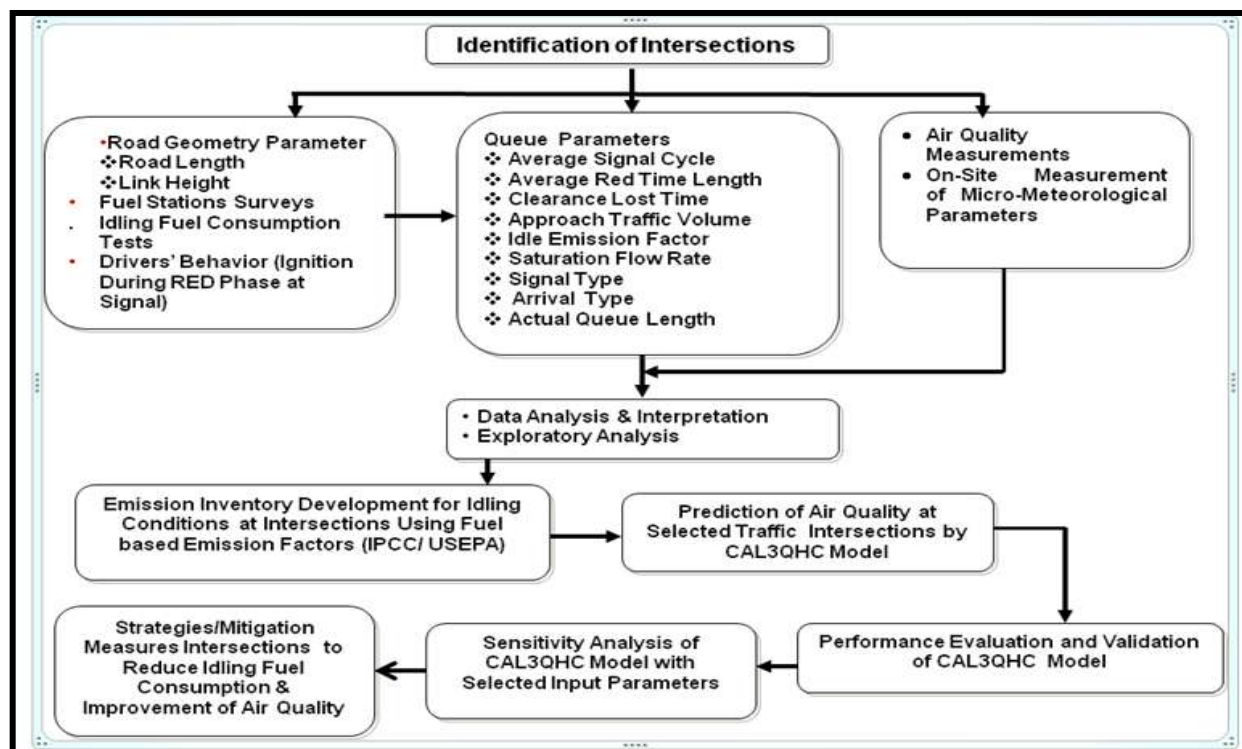 Identification of Intersections
•Road Geometry Parameter
❖Road Length
❖Link Height
• Fuel Stations Surveys
. Idling Fuel Consumption
Tests
• Drivers' Behavior (Ignition
During RED Phase at
Signal)
Queue Parameters
❖ Average Signal Cycle
❖ Average Red Time Length
❖ Clearance Lost Time
❖ Approach Traffic Volume
❖ Idle Emission Factor
❖ Saturation Flow Rate
❖ Signal Type
❖ Arrival Type
❖ Actual Queue Length
• Air Quality
Measurements
• On-Site Measurement
of Micro-Meteorological
Parameters
• Data Analysis & Interpretation
• Exploratory Analysis
Emission Inventory Development for Idling
Conditions at Intersections Using Fuel
based Emission Factors (IPCC/ USEPA)
Prediction of Air Quality at
Selected Traffic Intersections by
CAL3QHC Model
Performance Evaluation and Validation
of CAL3QHC Model
Sensitivity Analysis of
CAL3QHC Model with
Selected Input Parameters
Strategies/Mitigation
Measures Intersections to
Reduce Idling Fuel
Consumption &
Improvement of Air Quality